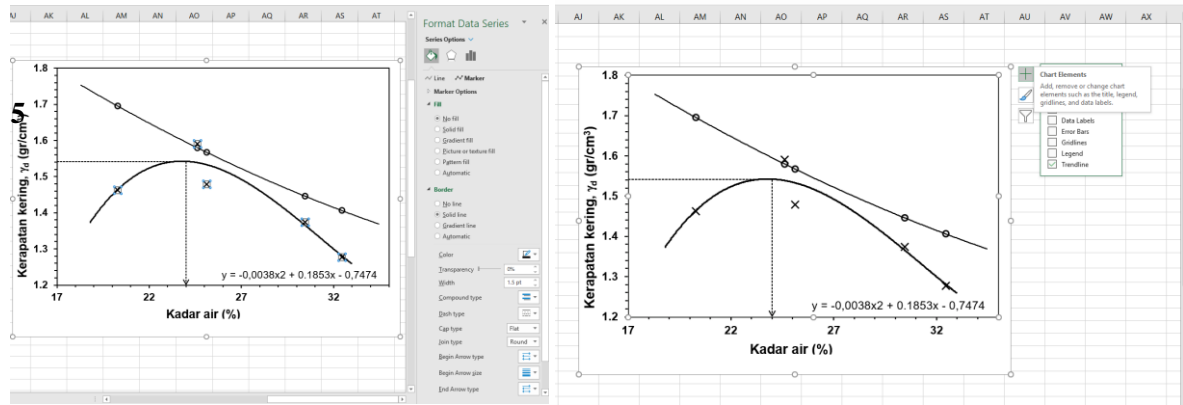 AL AM AN AO AP AQ AR AS AT
Format Data Series
Series Options
Line Marker
Marker Options
Fill
No fill
Solid fill
Gradient fill
Picture or texture fill
Pattern fill
Automatic
Border
No line
Solid line
Gradient line
Automatic
Color
Transparency 0%
Width 1.5 pt
Compound type
Dash type
Cap type Flat
Join type Round
Begin Arrow type
Begin Arrow size
End Arrow type
5
Kerapatan kering, γd (gr/cm³)
1.8
1.7
1.6
1.5
1.4
1.3
1.2
y = -0,0038x2 + 0.1853x - 0,7474
17 22 27 32
Kadar air (%)
AJ AK AL AM AN AO AP AQ AR AS AT AU AV AW AX
Kerapatan kering, γd (gr/cm³)
1.8
1.7
1.6
1.5
1.4
1.3
1.2
y = -0,0038x2 + 0.1853x - 0,7474
17 22 27 32
Kadar air (%)
Chart Elements
Add, remove or change chart
elements such as the title, legend,
gridlines, and data labels.
Data Labels
Error Bars
Gridlines
Legend
Trendline